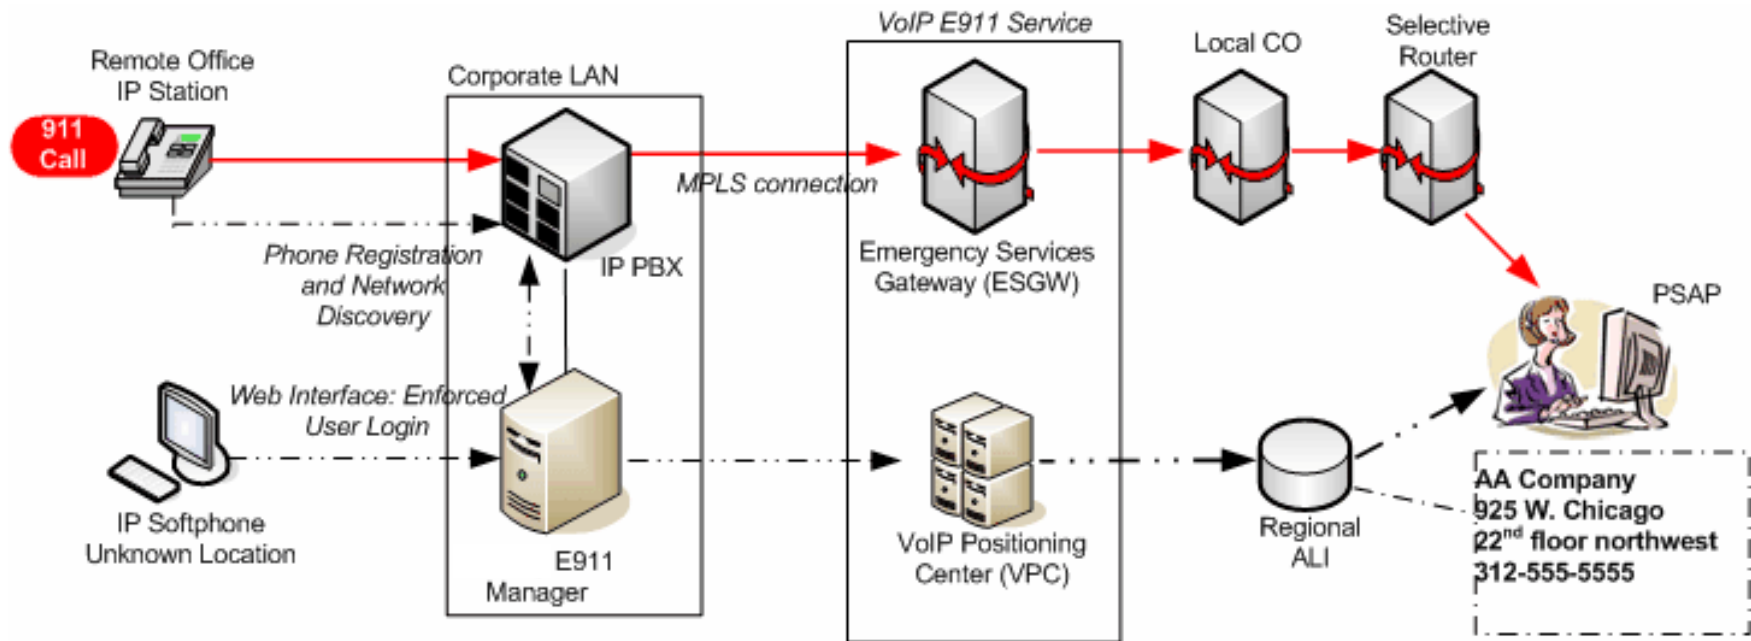 VoIP E911 Service
Local CO
Selective
Router
Remote Office
IP Station
Corporate LAN
911
Call
MPLS connection
Phone Registration
and Network
Discovery
IP PBX
Emergency Services
Gateway (ESGW)
PSAP
Web Interface: Enforced
User Login
IP Softphone
Unknown Location
E911
Manager
VoIP Positioning
Center (VPC)
Regional
ALI
AA Company
925 W. Chicago
22nd floor northwest
312-555-5555